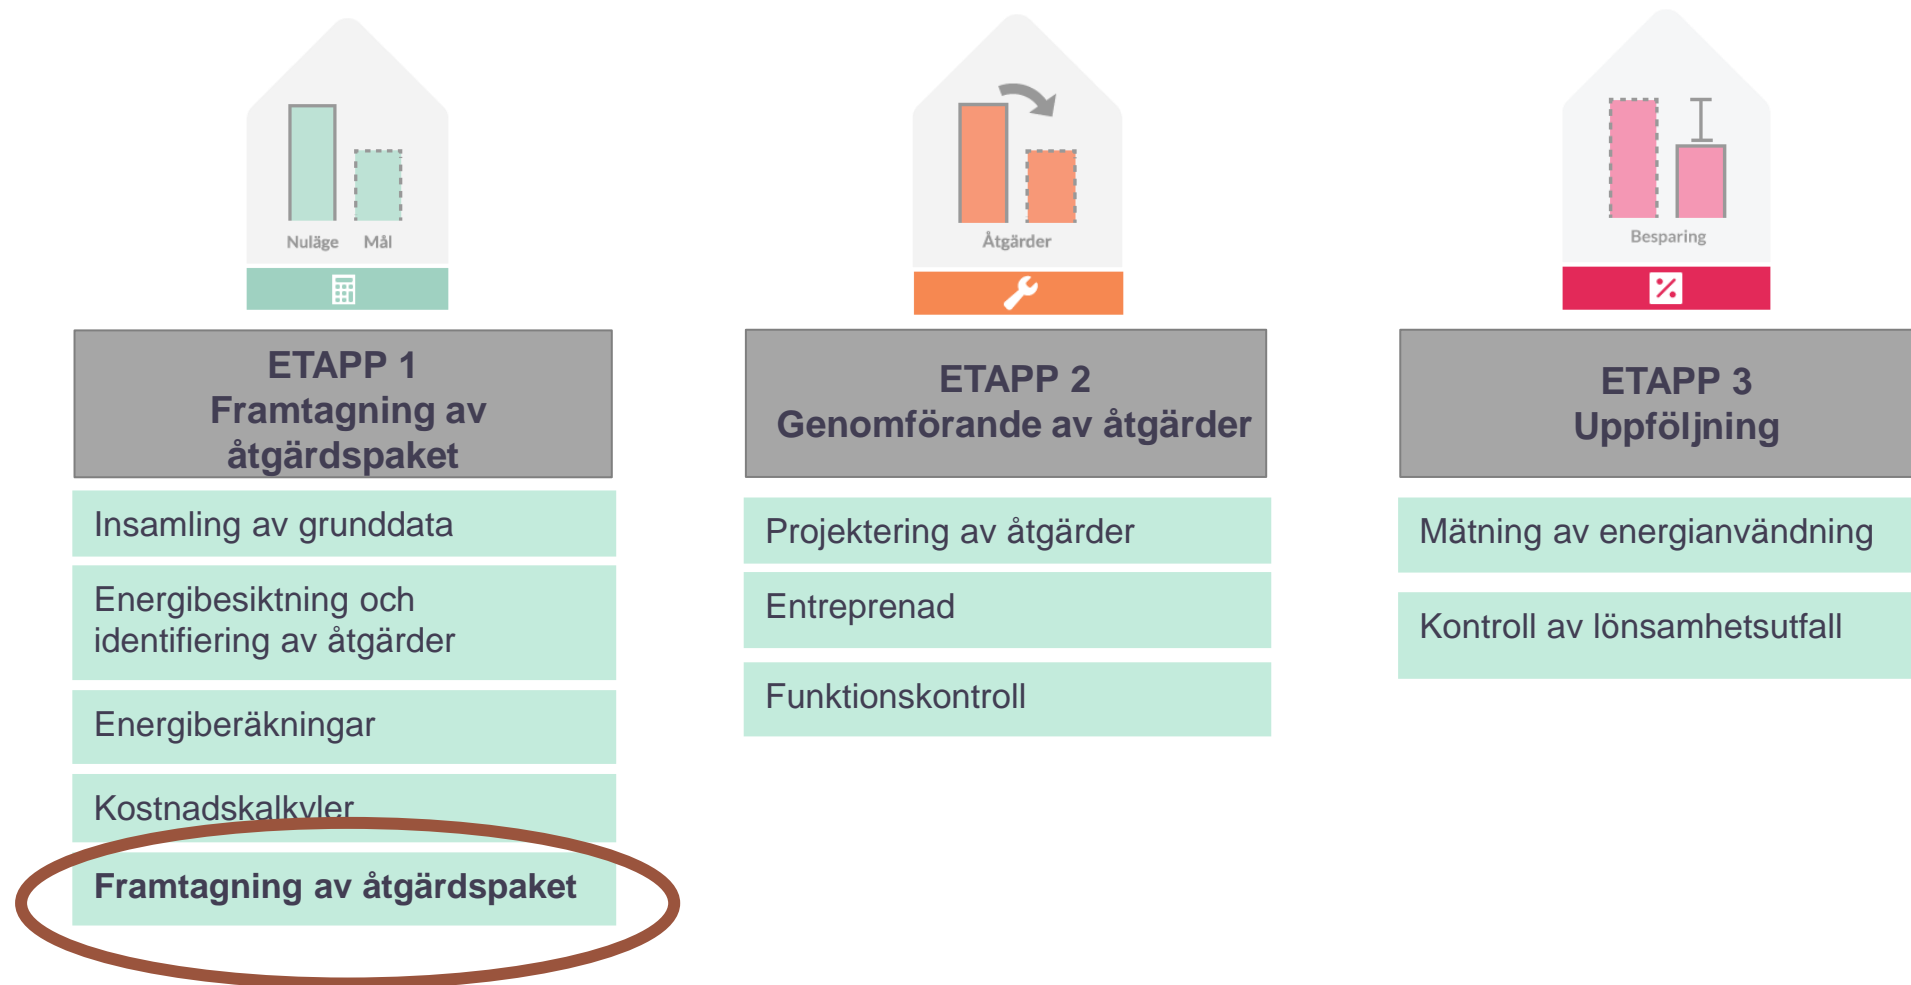 Nuläge Mål
ETAPP 1
Framtagning av
åtgärdspaket
Insamling av grunddata
Energibesiktning och
identifiering av åtgärder
Energiberäkningar
Kostnadskalkyler
Framtagning av åtgärdspaket
Åtgärder
ETAPP 2
Genomförande av åtgärder
Projektering av åtgärder
Entreprenad
Funktionskontroll
Besparing
ETAPP 3
Uppföljning
Mätning av energianvändning
Kontroll av lönsamhetsutfall